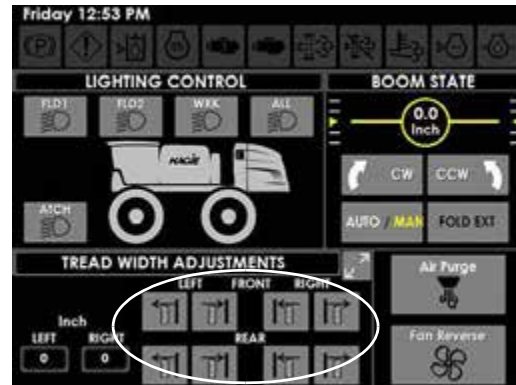 Friday 12:53 PM
LIGHTING CONTROL
BOOM STATE
FLD1 FLD2 WRK ALL
0.0
Inch
HAGIE
CW CCW
ATCH
AUTO / MAN FOLD EXT
TREAD WIDTH ADJUSTMENTS
Air Purge
LEFT FRONT RIGHT
Inch
LEFT RIGHT
REAR
Fan Reverse
0 0